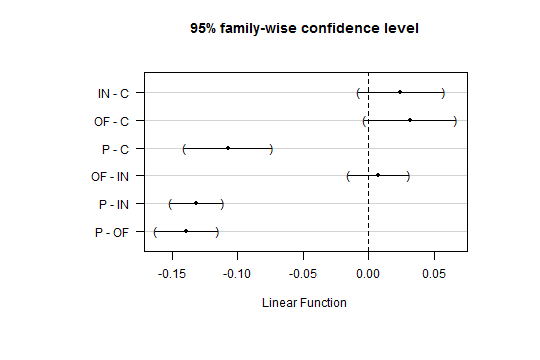 95% family-wise confidence level
IN - C
OF - C
P - C
OF - IN
P - IN
P - OF
-0.15 -0.10 -0.05 0.00 0.05
Linear Function